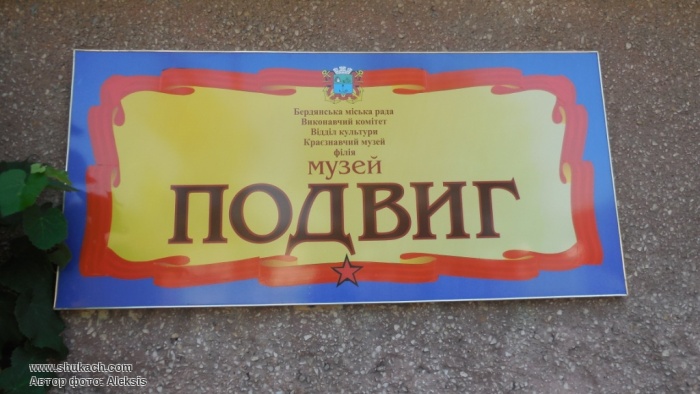 Бердянська міська рада
Виконавчий комітет
Відділ культури
Краєзнавчий музей
філія
музей
ПОДВИГ
www.shukach.com
Автор фото: Aleksis